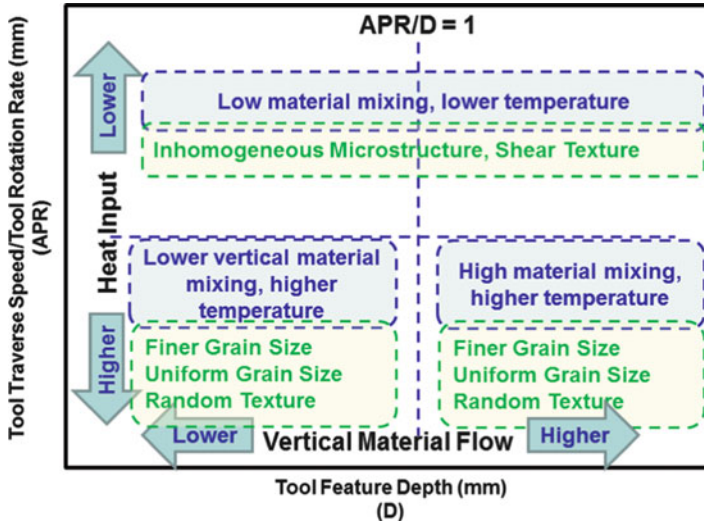 APR/D = 1
Low material mixing, lower temperature
Inhomogeneous Microstructure, Shear Texture
Lower
Heat Input
Higher
Tool Traverse Speed/Tool Rotation Rate (mm)
(APR)
Lower vertical material
mixing, higher
temperature
High material mixing,
higher temperature
Finer Grain Size
Uniform Grain Size
Random Texture
Finer Grain Size
Uniform Grain Size
Random Texture
Lower
Vertical Material Flow
Higher
Tool Feature Depth (mm)
(D)